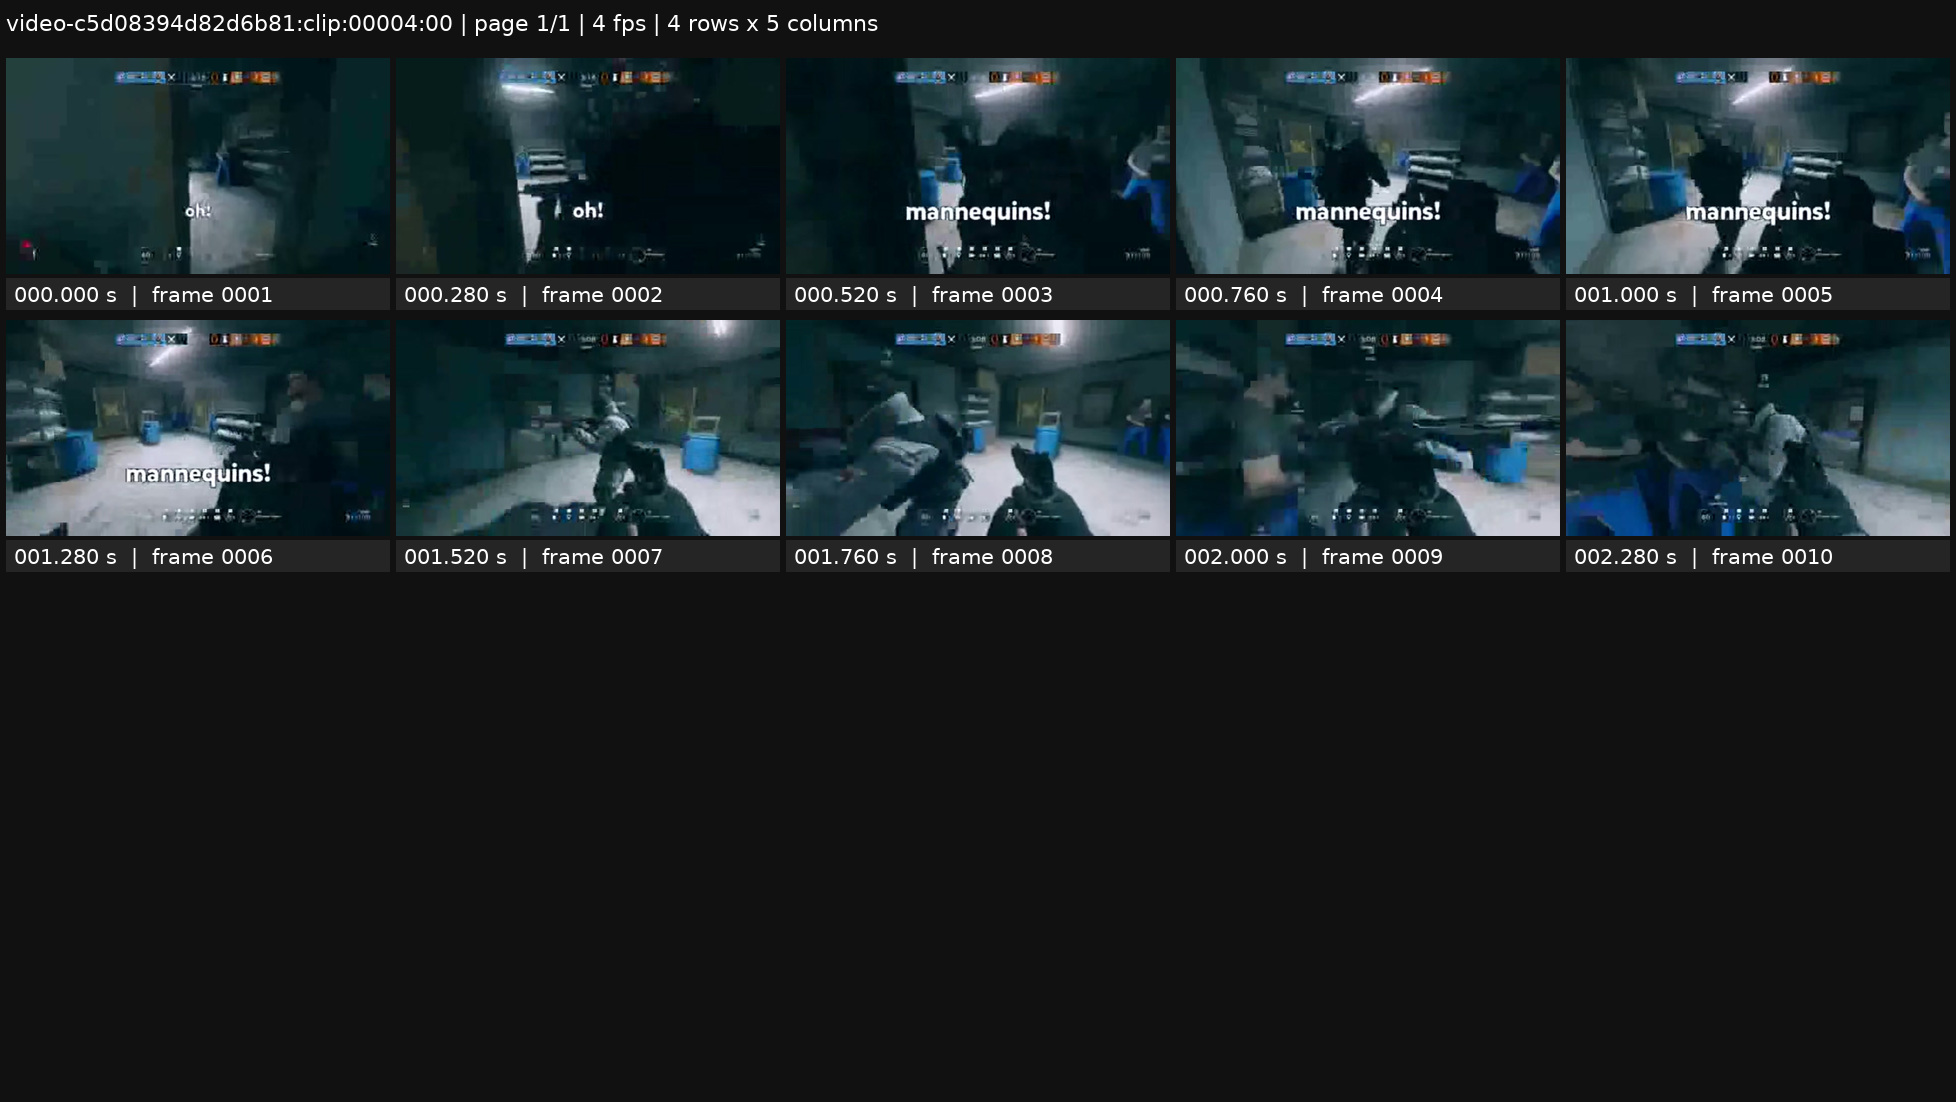 video-c5d08394d82d6b81:clip:00004:00 | page 1/1 | 4 fps | 4 rows x 5 columns
oh!
oh!
mannequins!
mannequins!
mannequins!
000.000 s | frame 0001
000.280 s | frame 0002
000.520 s | frame 0003
000.760 s | frame 0004
001.000 s | frame 0005
mannequins!
001.280 s | frame 0006
001.520 s | frame 0007
001.760 s | frame 0008
002.000 s | frame 0009
002.280 s | frame 0010